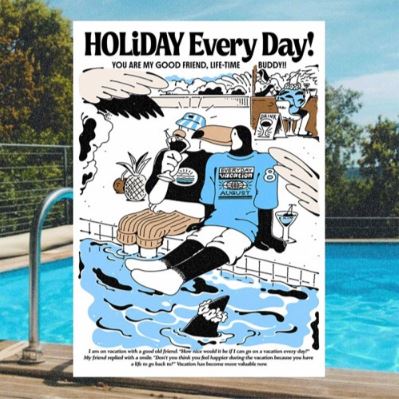 HOLiDAY Every Day!
YOU ARE MY GOOD FRIEND, LIFE-TIME BUDDY!!
DRINK
EVERYDAY
VACATION
AUGUST
8
I am on vacation with a good old friend. "How nice would it be if I can go on a vacation every day?"
My friend replied with a smile. "Don't you think you feel happier during the vacation because you have
a life to go back to?" Vacation has become more valuable now.